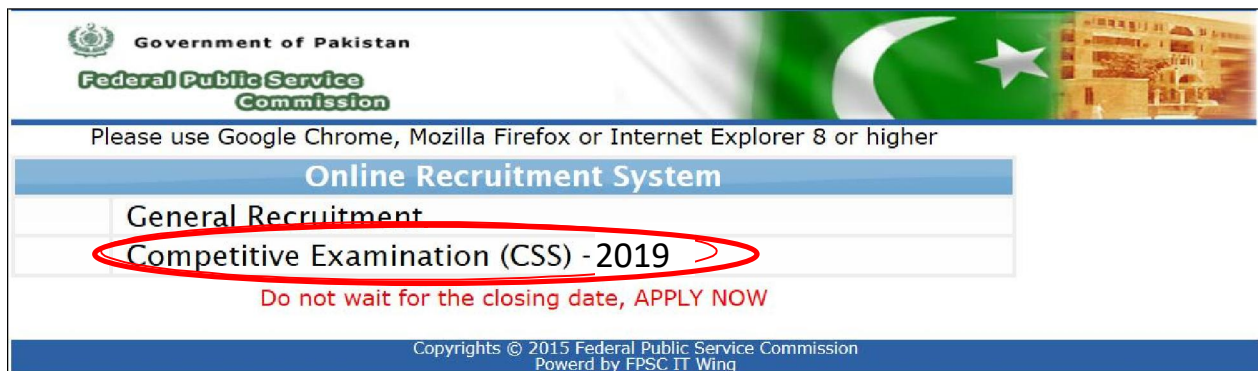 Government of Pakistan
Federal Public Service
Commission
Please use Google Chrome, Mozilla Firefox or Internet Explorer 8 or higher
Online Recruitment System
General Recruitment
Competitive Examination (CSS) - 2019
Do not wait for the closing date, APPLY NOW
Copyrights © 2015 Federal Public Service Commission
Powerd by FPSC IT Wing